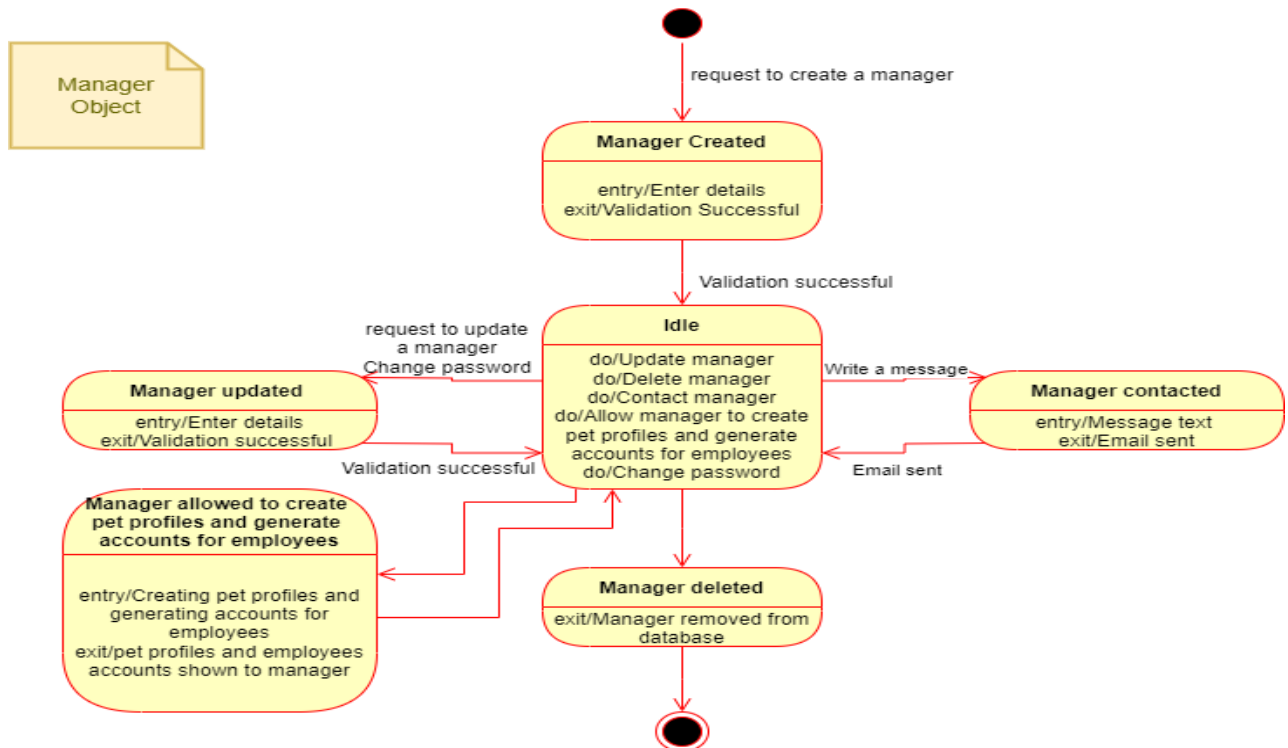 Manager
Object
request to create a manager
Manager Created
entry/Enter details
exit/Validation Successful
Validation successful
Idle
do/Update manager
do/Delete manager
do/Contact manager
do/Allow manager to create
pet profiles and generate
accounts for employees
do/Change password
request to update
a manager
Change password
Manager updated
entry/Enter details
exit/Validation successful
Validation successful
Write a message
Manager contacted
entry/Message text
exit/Email sent
Email sent
Manager allowed to create
pet profiles and generate
accounts for employees
entry/Creating pet profiles and
generating accounts for
employees
exit/pet profiles and employees
accounts shown to manager
Manager deleted
exit/Manager removed from
database